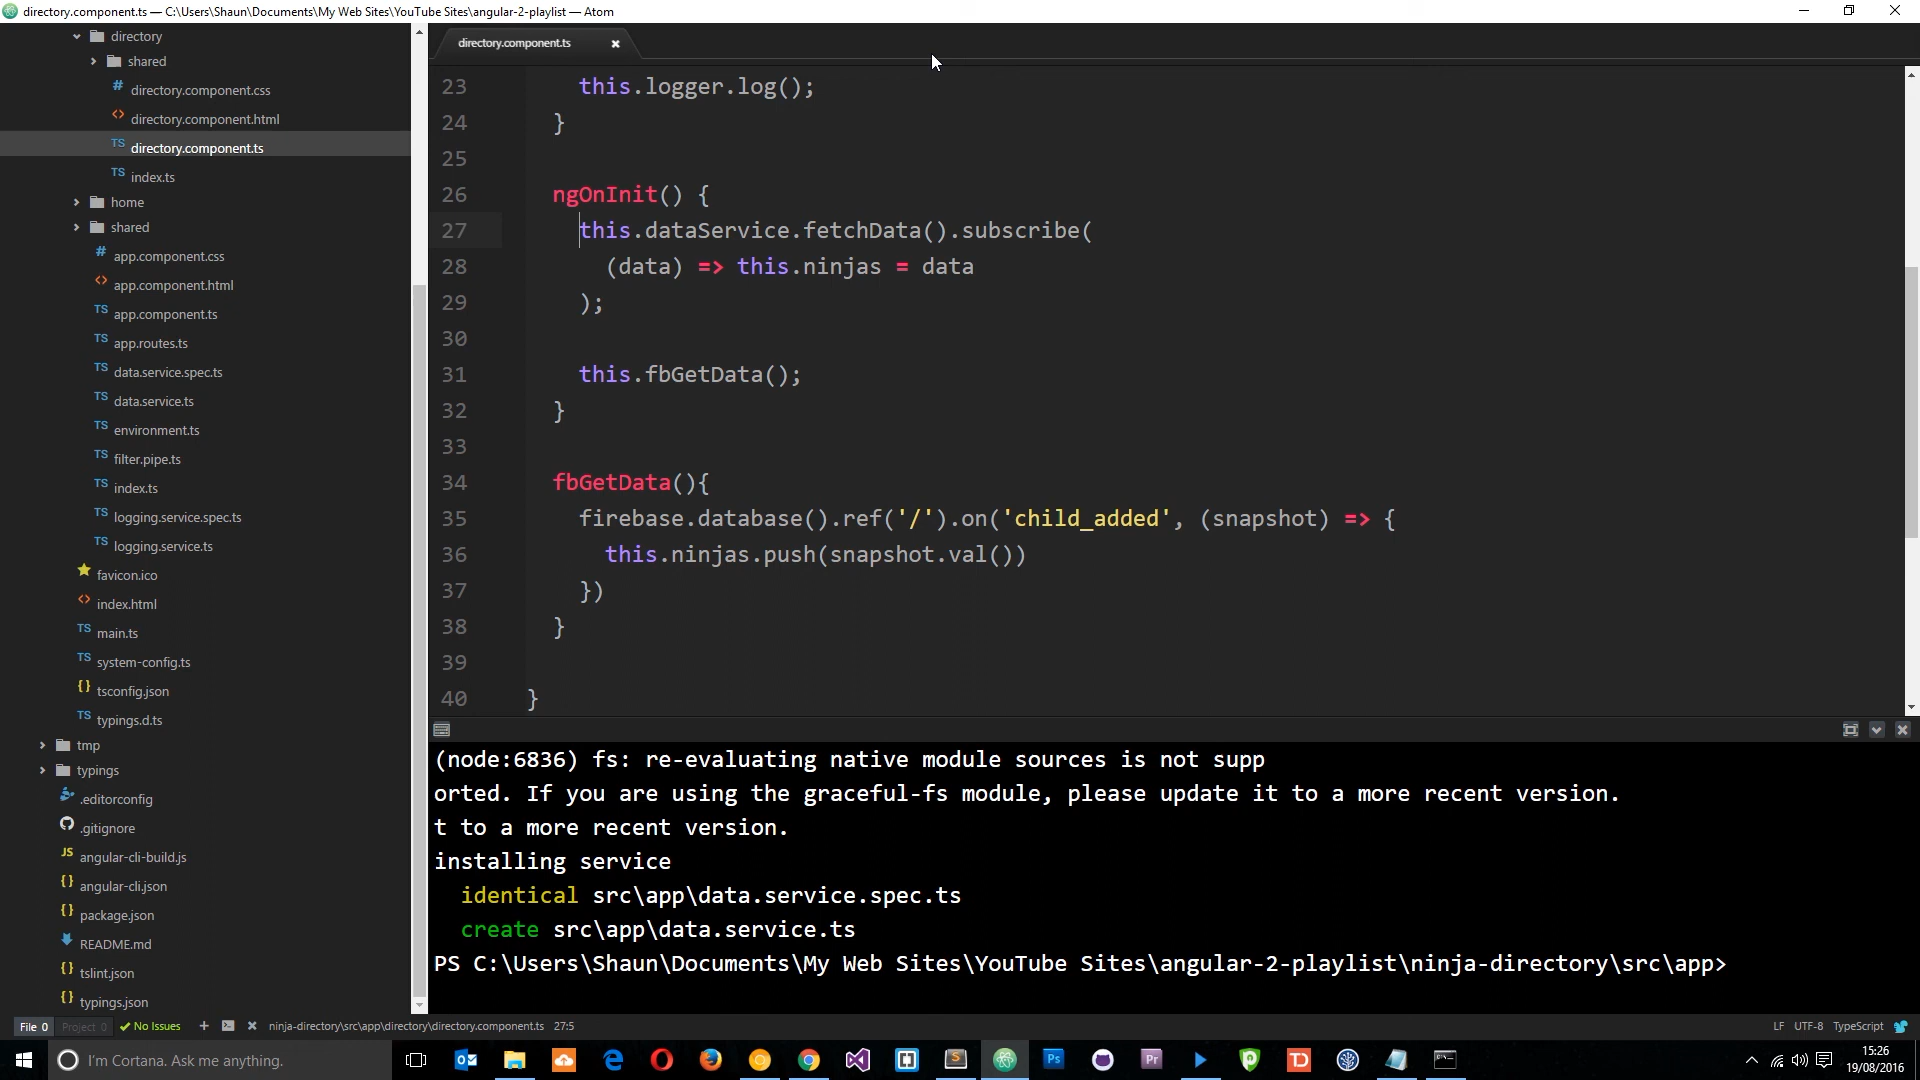 directory.component.ts — C:\Users\Shaun\Documents\My Web Sites\YouTube Sites\angular-2-playlist — Atom
directory
shared
directory.component.css
directory.component.html
directory.component.ts
index.ts
home
shared
app.component.css
app.component.html
app.component.ts
app.routes.ts
data.service.spec.ts
data.service.ts
environment.ts
filter.pipe.ts
index.ts
logging.service.spec.ts
logging.service.ts
favicon.ico
index.html
main.ts
system-config.ts
tsconfig.json
typings.d.ts
tmp
typings
.editorconfig
.gitignore
angular-cli-build.js
angular-cli.json
package.json
README.md
tslint.json
typings.json
directory.component.ts
23 this.logger.log();
24 }
25
26 ngOnInit() {
27 this.dataService.fetchData().subscribe(
28 (data) => this.ninjas = data
29 );
30
31 this.fbGetData();
32 }
33
34 fbGetData(){
35 firebase.database().ref('/').on('child_added', (snapshot) => {
36 this.ninjas.push(snapshot.val())
37 })
38 }
39
40 }
(node:6836) fs: re-evaluating native module sources is not supp
orted. If you are using the graceful-fs module, please update it to a more recent version.
t to a more recent version.
installing service
identical src\app\data.service.spec.ts
create src\app\data.service.ts
PS C:\Users\Shaun\Documents\My Web Sites\YouTube Sites\angular-2-playlist\ninja-directory\src\app>
File 0 Project 0 No Issues ninja-directory\src\app\directory\directory.component.ts 27:5 LF UTF-8 TypeScript
I'm Cortana. Ask me anything.
15:26
19/08/2016